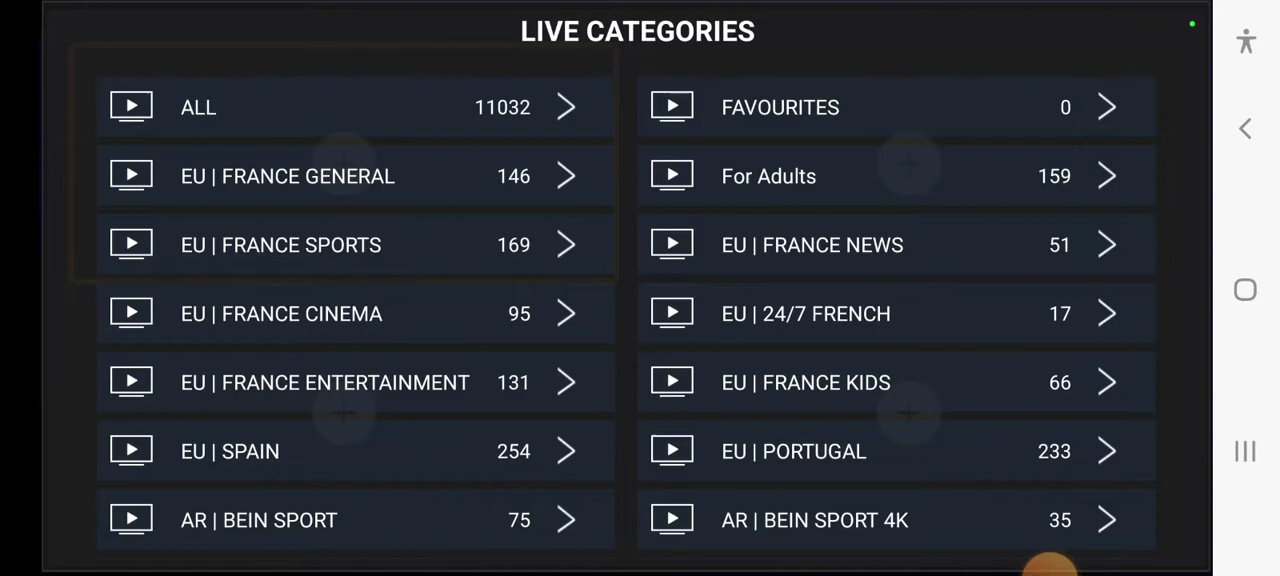 LIVE CATEGORIES
ALL 11032
FAVOURITES 0
EU | FRANCE GENERAL 146
For Adults 159
EU | FRANCE SPORTS 169
EU | FRANCE NEWS 51
EU | FRANCE CINEMA 95
EU | 24/7 FRENCH 17
EU | FRANCE ENTERTAINMENT 131
EU | FRANCE KIDS 66
EU | SPAIN 254
EU | PORTUGAL 233
AR | BEIN SPORT 75
AR | BEIN SPORT 4K 35